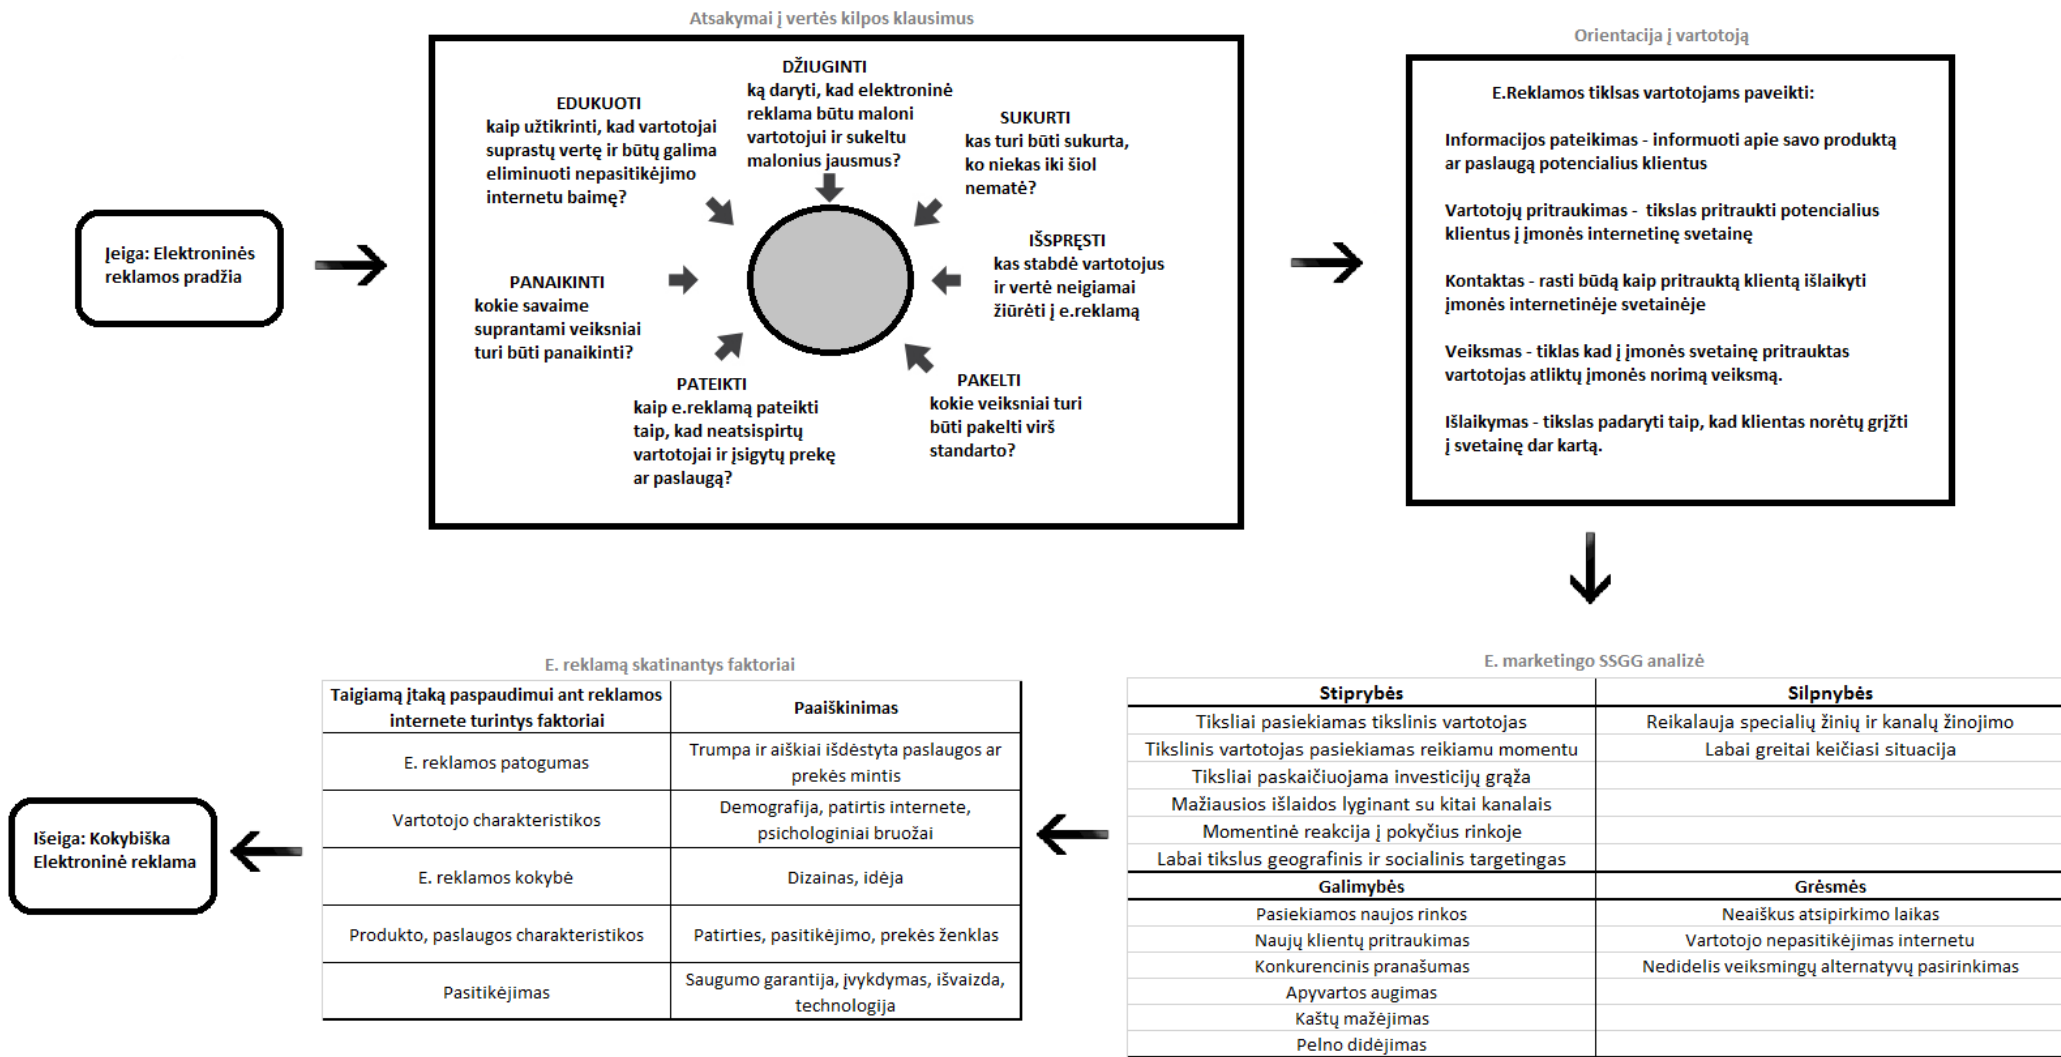 Atsakymai į vertės kilpos klausimus
Įeiga: Elektroninės
reklamos pradžia
EDUKUOTI
kaip užtikrinti, kad vartotojai
suprastų vertę ir būtų galima
eliminuoti nepasitikėjimo
internetu baimę?
DŽIUGINTI
ką daryti, kad elektroninė
reklama būtu maloni
vartotojui ir sukeltu
malonius jausmus?
SUKURTI
kas turi būti sukurta,
ko niekas iki šiol
nematė?
IŠSPRĘSTI
kas stabdė vartotojus
ir vertė neigiamai
žiūrėti į e.reklamą
PAKELTI
kokie veiksniai turi
būti pakelti virš
standarto?
PATEIKTI
kaip e.reklamą pateikti
taip, kad neatsispirtų
vartotojai ir įsigytų prekę
ar paslaugą?
PANAIKINTI
kokie savaime
suprantami veiksniai
turi būti panaikinti?
Orientacija į vartotoją
E.Reklamos tiklsas vartotojams paveikti:
Informacijos pateikimas - informuoti apie savo produktą
ar paslaugą potencialius klientus
Vartotojų pritraukimas - tikslas pritraukti potencialius
klientus į įmonės internetinę svetainę
Kontaktas - rasti būdą kaip pritrauktą klientą išlaikyti
įmonės internetinėje svetainėje
Veiksmas - tiklas kad į įmonės svetainę pritrauktas
vartotojas atliktų įmonės norimą veiksmą.
Išlaikymas - tikslas padaryti taip, kad klientas norėtų grįžti
į svetainę dar kartą.
E. marketingo SSGG analizė
Stiprybės Silpnybės
Tiksliai pasiekiamas tikslinis vartotojas Reikalauja specialių žinių ir kanalų žinojimo
Tikslinis vartotojas pasiekiamas reikiamu momentu Labai greitai keičiasi situacija
Tiksliai paskaičiuojama investicijų grąža
Mažiausios išlaidos lyginant su kitai kanalais
Momentinė reakcija į pokyčius rinkoje
Labai tikslus geografinis ir socialinis targetingas
Galimybės Grėsmės
Pasiekiamos naujos rinkos Neaiškus atsipirkimo laikas
Naujų klientų pritraukimas Vartotojo nepasitikėjimas internetu
Konkurencinis pranašumas Nedidelis veiksmingų alternatyvų pasirinkimas
Apyvartos augimas
Kaštų mažėjimas
Pelno didėjimas
E. reklamą skatinantys faktoriai
Taigiamą įtaką paspaudimui ant reklamos
internete turintys faktoriai
Paaiškinimas
E. reklamos patogumas
Trumpa ir aiškiai išdėstyta paslaugos ar
prekės mintis
Vartotojo charakteristikos
Demografija, patirtis internete,
psichologiniai bruožai
E. reklamos kokybė
Dizainas, idėja
Produkto, paslaugos charakteristikos
Patirties, pasitikėjimo, prekės ženklas
Pasitikėjimas
Saugumo garantija, įvykdymas, išvaizda,
technologija
Išeiga: Kokybiška
Elektroninė reklama